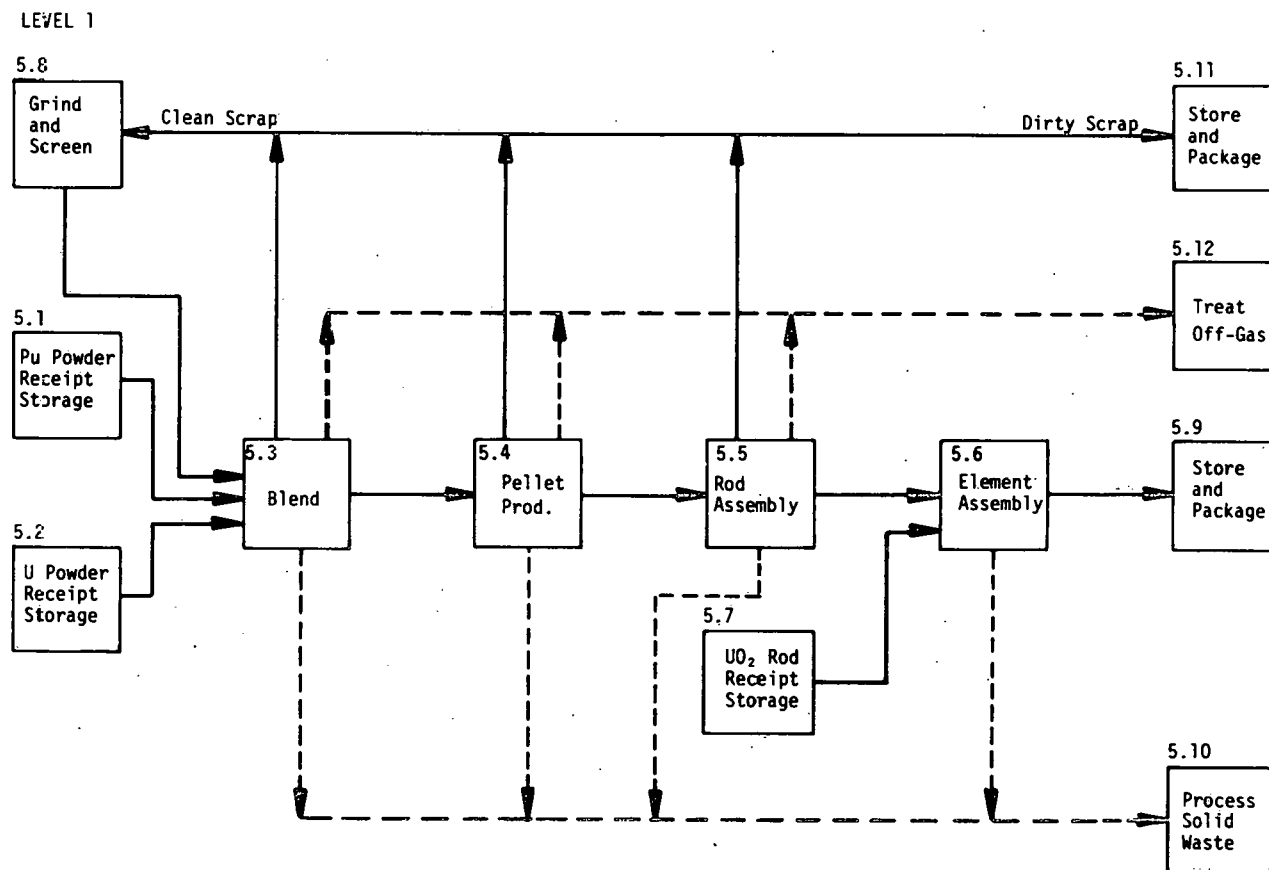 LEVEL 1
5.8
Grind
and
Screen
Clean Scrap
Dirty Scrap
5.11
Store
and
Package
5.12
Treat
Off-Gas
5.1
Pu Powder
Receipt
Storage
5.2
U Powder
Receipt
Storage
5.3
Blend
5.4
Pellet
Prod.
5.5
Rod
Assembly
5.6
Element
Assembly
5.9
Store
and
Package
5.7
UO₂ Rod
Receipt
Storage
5.10
Process
Solid
Waste